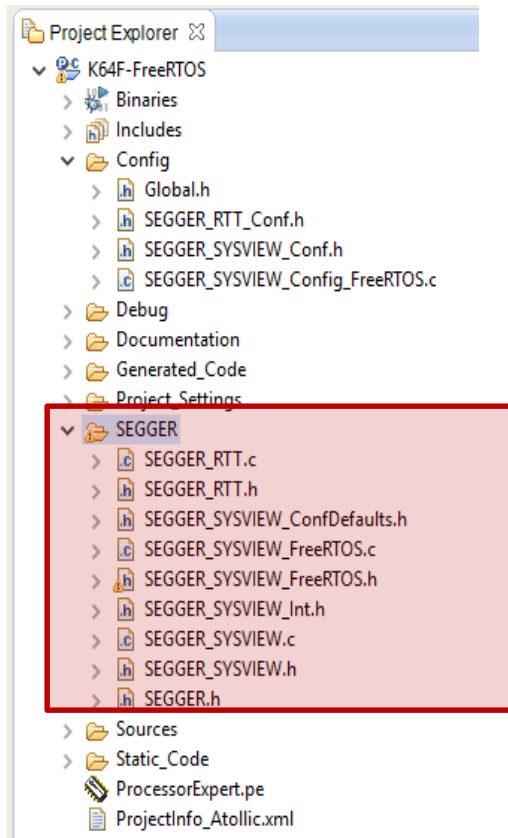 Project Explorer
K64F-FreeRTOS
Binaries
Includes
Config
Global.h
SEGGER_RTT_Conf.h
SEGGER_SYSVIEW_Conf.h
SEGGER_SYSVIEW_Config_FreeRTOS.c
Debug
Documentation
Generated_Code
Project_Settings
SEGGER
SEGGER_RTT.c
SEGGER_RTT.h
SEGGER_SYSVIEW_ConfDefaults.h
SEGGER_SYSVIEW_FreeRTOS.c
SEGGER_SYSVIEW_FreeRTOS.h
SEGGER_SYSVIEW_Int.h
SEGGER_SYSVIEW.c
SEGGER_SYSVIEW.h
SEGGER.h
Sources
Static_Code
ProcessorExpert.pe
ProjectInfo_Atollic.xml